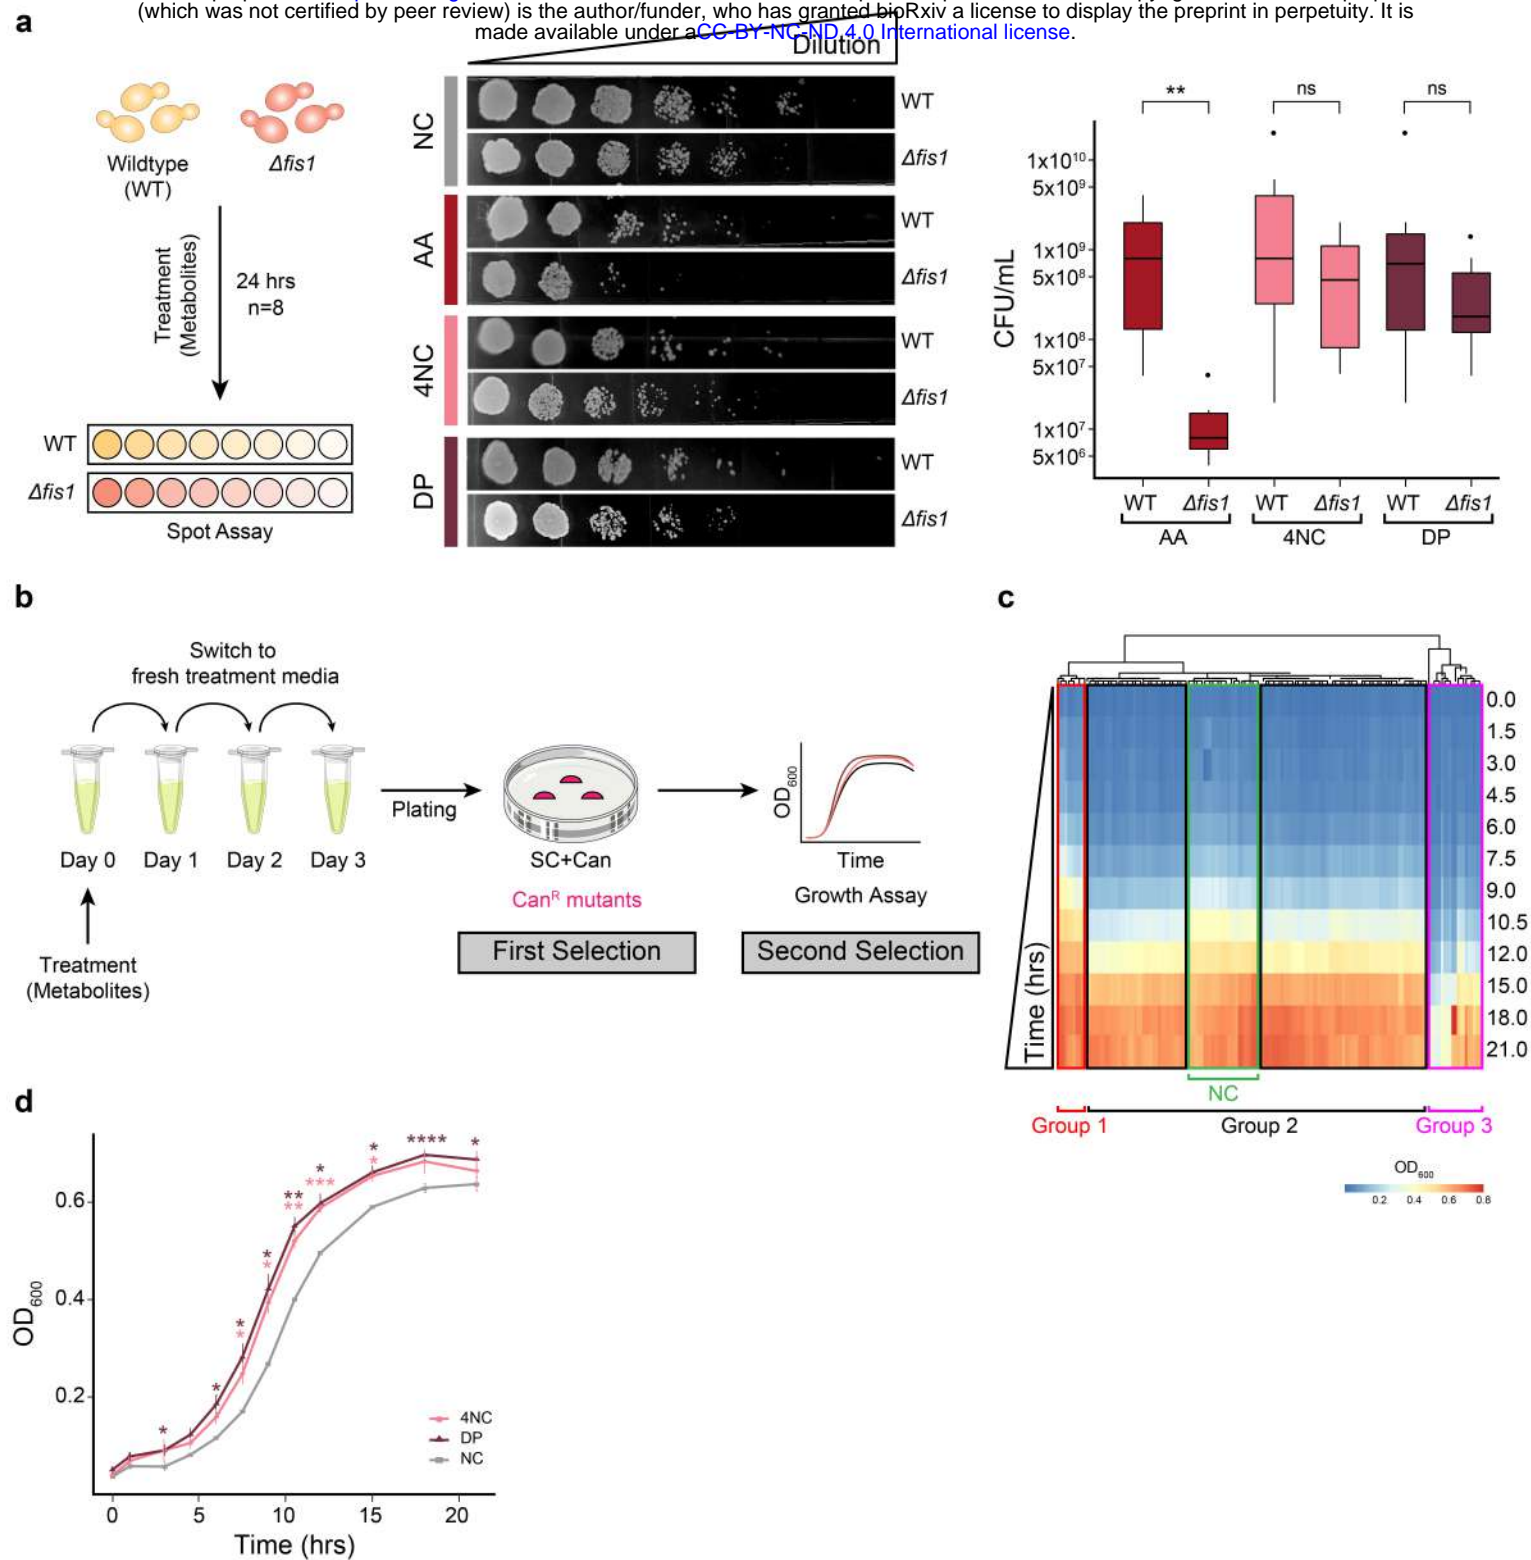 (which was not certified by peer review) is the author/funder, who has granted bioRxiv a license to display the preprint in perpetuity. It is
made available under aCC-BY-NC-ND 4.0 International license.
a
Dilution
Wildtype
(WT)
Δfis1
Treatment
(Metabolites)
24 hrs
n=8
WT
Δfis1
Spot Assay
NC
WT
Δfis1
AA
WT
Δfis1
4NC
WT
Δfis1
DP
WT
Δfis1
** ns ns
CFU/mL
1x10¹⁰
5x10⁹
1x10⁹
5x10⁸
1x10⁸
5x10⁷
1x10⁷
5x10⁶
WT Δfis1 WT Δfis1 WT Δfis1
AA 4NC DP
b
Switch to
fresh treatment media
Day 0 Day 1 Day 2 Day 3
Treatment
(Metabolites)
Plating
SC+Can
Canᴿ mutants
First Selection
OD₆₀₀
Time
Growth Assay
Second Selection
c
Time (hrs)
0.0
1.5
3.0
4.5
6.0
7.5
9.0
10.5
12.0
15.0
18.0
21.0
NC
Group 1 Group 2 Group 3
OD₆₀₀
0.2 0.4 0.6 0.8
d
OD₆₀₀
0.6
0.4
0.2
* * * * * * ** ** * *** * * **** *
4NC
DP
NC
0 5 10 15 20
Time (hrs)